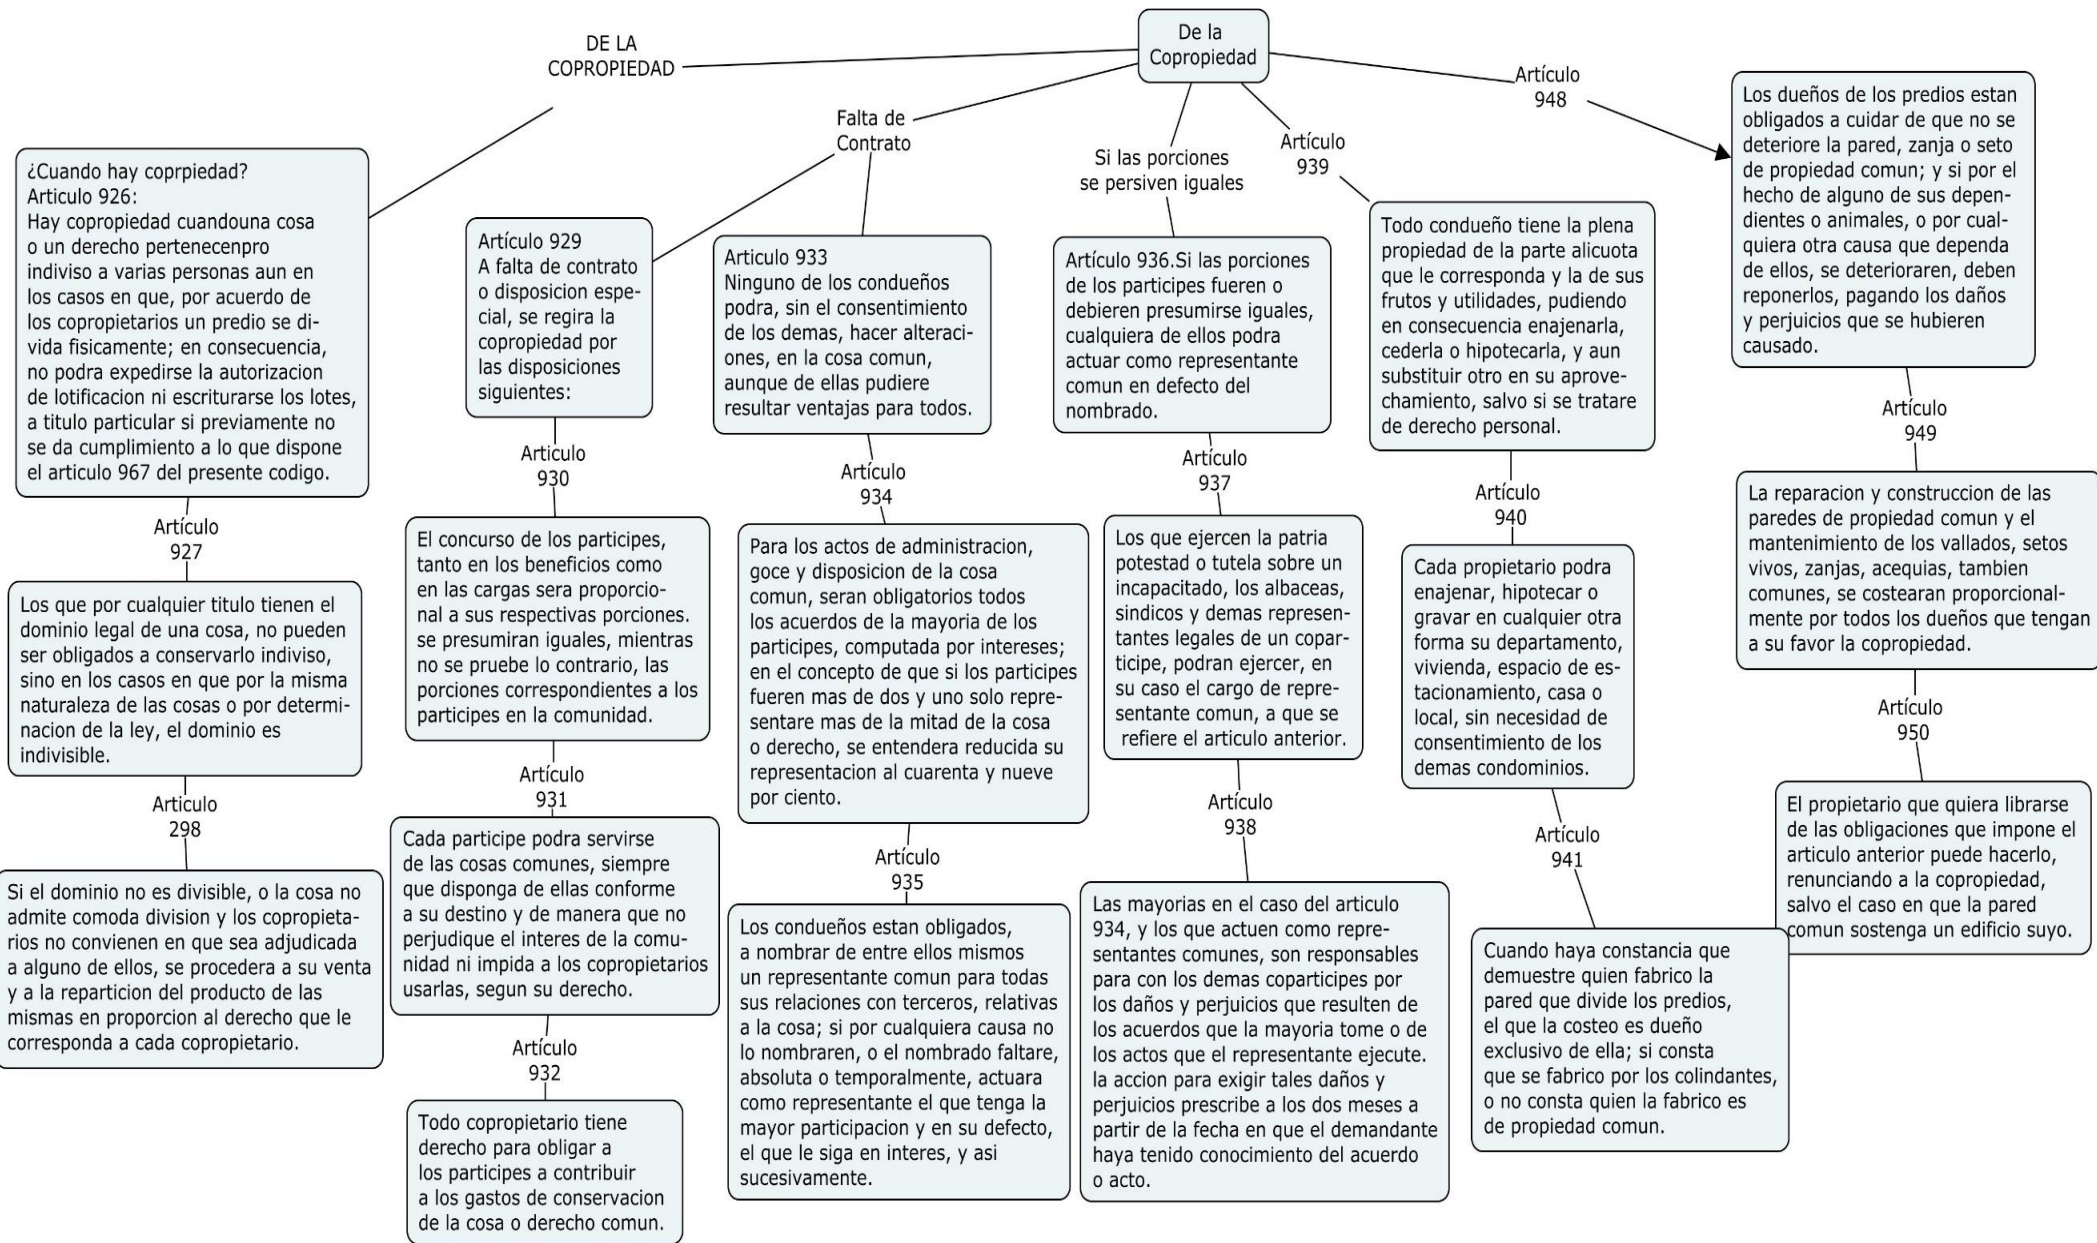 De la
Copropiedad
DE LA
COPROPIEDAD
¿Cuando hay coprpiedad?
Articulo 926:
Hay copropiedad cuandouna cosa
o un derecho pertenecenpro
indiviso a varias personas aun en
los casos en que, por acuerdo de
los copropietarios un predio se di-
vida fisicamente; en consecuencia,
no podra expedirse la autorizacion
de lotificacion ni escriturarse los lotes,
a titulo particular si previamente no
se da cumplimiento a lo que dispone
el articulo 967 del presente codigo.
Artículo
927
Los que por cualquier titulo tienen el
dominio legal de una cosa, no pueden
ser obligados a conservarlo indiviso,
sino en los casos en que por la misma
naturaleza de las cosas o por determi-
nacion de la ley, el dominio es
indivisible.
Articulo
298
Si el dominio no es divisible, o la cosa no
admite comoda division y los copropieta-
rios no convienen en que sea adjudicada
a alguno de ellos, se procedera a su venta
y a la reparticion del producto de las
mismas en proporcion al derecho que le
corresponda a cada copropietario.
Falta de
Contrato
Artículo 929
A falta de contrato
o disposicion espe-
cial, se regira la
copropiedad por
las disposiciones
siguientes:
Articulo
930
El concurso de los participes,
tanto en los beneficios como
en las cargas sera proporcio-
nal a sus respectivas porciones.
se presumiran iguales, mientras
no se pruebe lo contrario, las
porciones correspondientes a los
participes en la comunidad.
Artículo
931
Cada participe podra servirse
de las cosas comunes, siempre
que disponga de ellas conforme
a su destino y de manera que no
perjudique el interes de la comu-
nidad ni impida a los copropietarios
usarlas, segun su derecho.
Artículo
932
Todo copropietario tiene
derecho para obligar a
los participes a contribuir
a los gastos de conservacion
de la cosa o derecho comun.
Articulo 933
Ninguno de los condueños
podra, sin el consentimiento
de los demas, hacer alteraci-
ones, en la cosa comun,
aunque de ellas pudiere
resultar ventajas para todos.
Artículo
934
Para los actos de administracion,
goce y disposicion de la cosa
comun, seran obligatorios todos
los acuerdos de la mayoria de los
participes, computada por intereses;
en el concepto de que si los participes
fueren mas de dos y uno solo repre-
sentare mas de la mitad de la cosa
o derecho, se entendera reducida su
representacion al cuarenta y nueve
por ciento.
Artículo
935
Los condueños estan obligados,
a nombrar de entre ellos mismos
un representante comun para todas
sus relaciones con terceros, relativas
a la cosa; si por cualquiera causa no
lo nombraren, o el nombrado faltare,
absoluta o temporalmente, actuara
como representante el que tenga la
mayor participacion y en su defecto,
el que le siga en interes, y asi
sucesivamente.
Si las porciones
se persiven iguales
Artículo 936.Si las porciones
de los participes fueren o
debieren presumirse iguales,
cualquiera de ellos podra
actuar como representante
comun en defecto del
nombrado.
Artículo
937
Los que ejercen la patria
potestad o tutela sobre un
incapacitado, los albaceas,
sindicos y demas represen-
tantes legales de un copar-
ticipe, podran ejercer, en
su caso el cargo de repre-
sentante comun, a que se
refiere el articulo anterior.
Artículo
938
Las mayorias en el caso del articulo
934, y los que actuen como repre-
sentantes comunes, son responsables
para con los demas coparticipes por
los daños y perjuicios que resulten de
los acuerdos que la mayoria tome o de
los actos que el representante ejecute.
la accion para exigir tales daños y
perjuicios prescribe a los dos meses a
partir de la fecha en que el demandante
haya tenido conocimiento del acuerdo
o acto.
Artículo
939
Todo condueño tiene la plena
propiedad de la parte alicuota
que le corresponda y la de sus
frutos y utilidades, pudiendo
en consecuencia enajenarla,
cederla o hipotecarla, y aun
substituir otro en su aprove-
chamiento, salvo si se tratare
de derecho personal.
Artículo
940
Cada propietario podra
enajenar, hipotecar o
gravar en cualquier otra
forma su departamento,
vivienda, espacio de es-
tacionamiento, casa o
local, sin necesidad de
consentimiento de los
demas condominios.
Artículo
941
Cuando haya constancia que
demuestre quien fabrico la
pared que divide los predios,
el que la costeo es dueño
exclusivo de ella; si consta
que se fabrico por los colindantes,
o no consta quien la fabrico es
de propiedad comun.
Artículo
948
Los dueños de los predios estan
obligados a cuidar de que no se
deteriore la pared, zanja o seto
de propiedad comun; y si por el
hecho de alguno de sus depen-
dientes o animales, o por cual-
quiera otra causa que dependa
de ellos, se deterioraren, deben
reponerlos, pagando los daños
y perjuicios que se hubieren
causado.
Artículo
949
La reparacion y construccion de las
paredes de propiedad comun y el
mantenimiento de los vallados, setos
vivos, zanjas, acequias, tambien
comunes, se costearan proporcional-
mente por todos los dueños que tengan
a su favor la copropiedad.
Artículo
950
El propietario que quiera librarse
de las obligaciones que impone el
articulo anterior puede hacerlo,
renunciando a la copropiedad,
salvo el caso en que la pared
comun sostenga un edificio suyo.